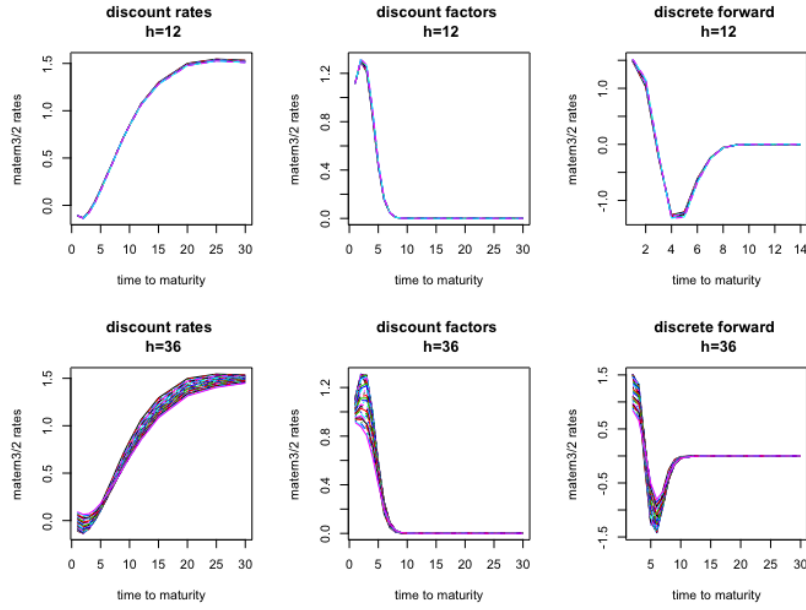 discount rates
h=12
matern3/2 rates
0.0 0.5 1.0 1.5
0 5 10 15 20 25 30
time to maturity
discount factors
h=12
matern3/2 rates
0.0 0.4 0.8 1.2
0 5 10 15 20 25 30
time to maturity
discrete forward
h=12
matern3/2 rates
-1.0 0.0 1.0
2 4 6 8 10 12 14
time to maturity
discount rates
h=36
matern3/2 rates
0.0 0.5 1.0 1.5
0 5 10 15 20 25 30
time to maturity
discount factors
h=36
matern3/2 rates
0.0 0.4 0.8 1.2
0 5 10 15 20 25 30
time to maturity
discrete forward
h=36
matern3/2 rates
-1.5 -0.5 0.5 1.5
5 10 15 20 25 30
time to maturity